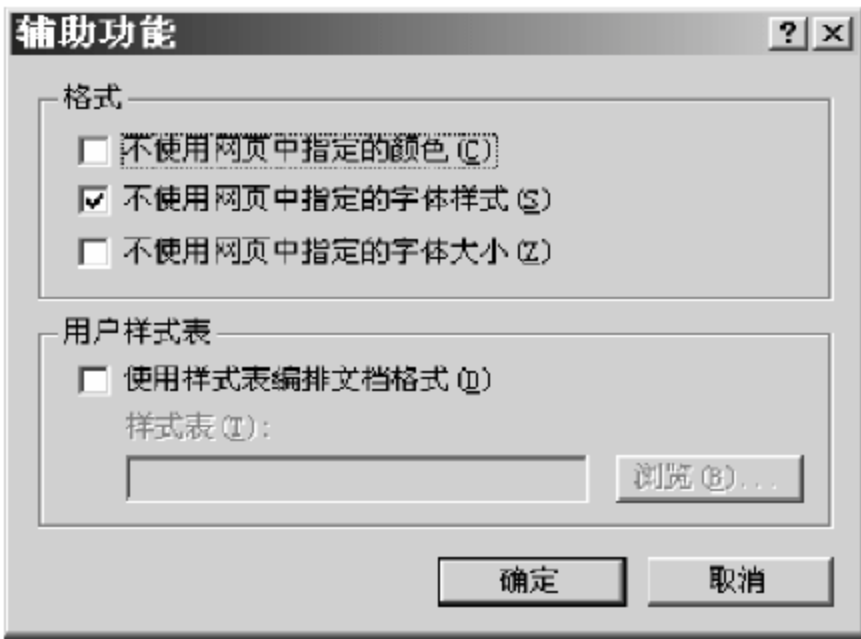 辅助功能
格式
不使用网页中指定的颜色(C)
不使用网页中指定的字体样式(S)
不使用网页中指定的字体大小(Z)
用户样式表
使用样式表编排文档格式(D)
样式表(T):
浏览(B)...
确定 取消